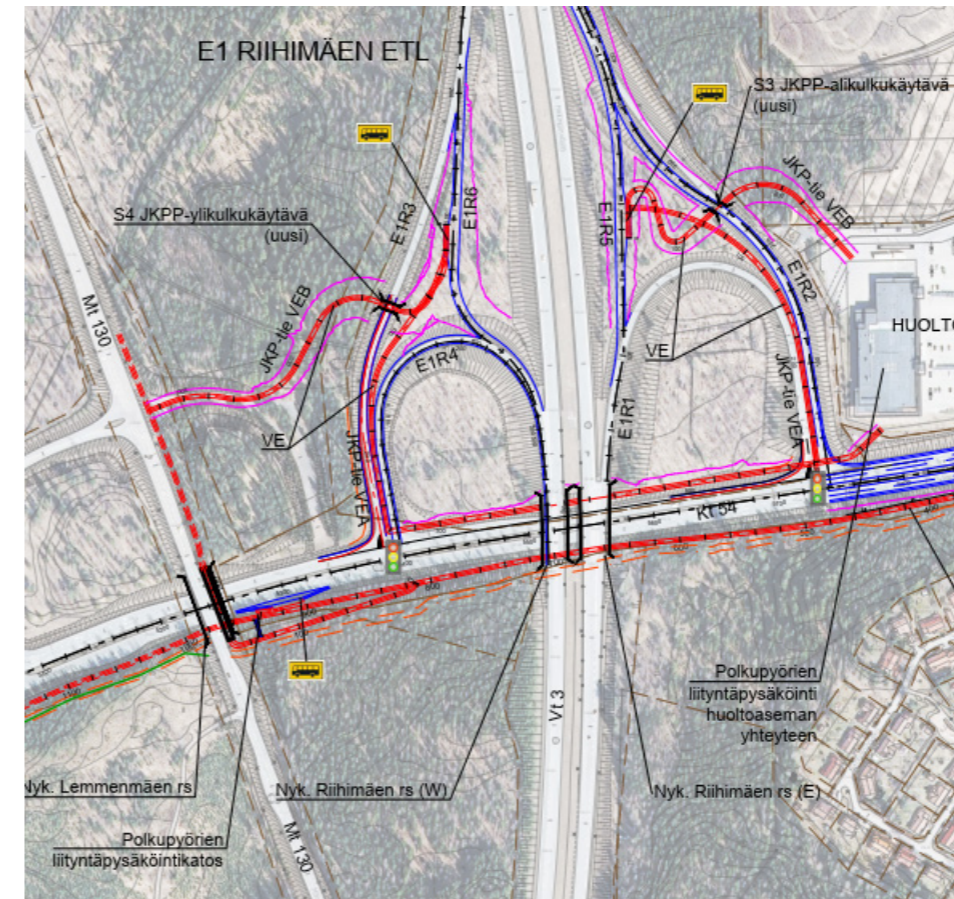 E1 RIIHIMÄEN ETL
S3 JKPP-alikulkukäytävä
(uusi)
S4 JKPP-ylikulkukäytävä
(uusi)
E1R3
E1R6
E1R5
E1R2
JKP-tie VEB
Mt 130
JKP-tie VEB
HUOLTO
E1R4
VE
VE
E1R1
JKP-tie VEA
JKP-tie VEA
Kt 54
Vt 3
Polkupyörien
liityntäpysäköinti
huoltoaseman
yhteyteen
Nyk. Lemmenmäen rs
Nyk. Riihimäen rs (W)
Nyk. Riihimäen rs (E)
Polkupyörien
liityntäpysäköintikatos
Mt 130